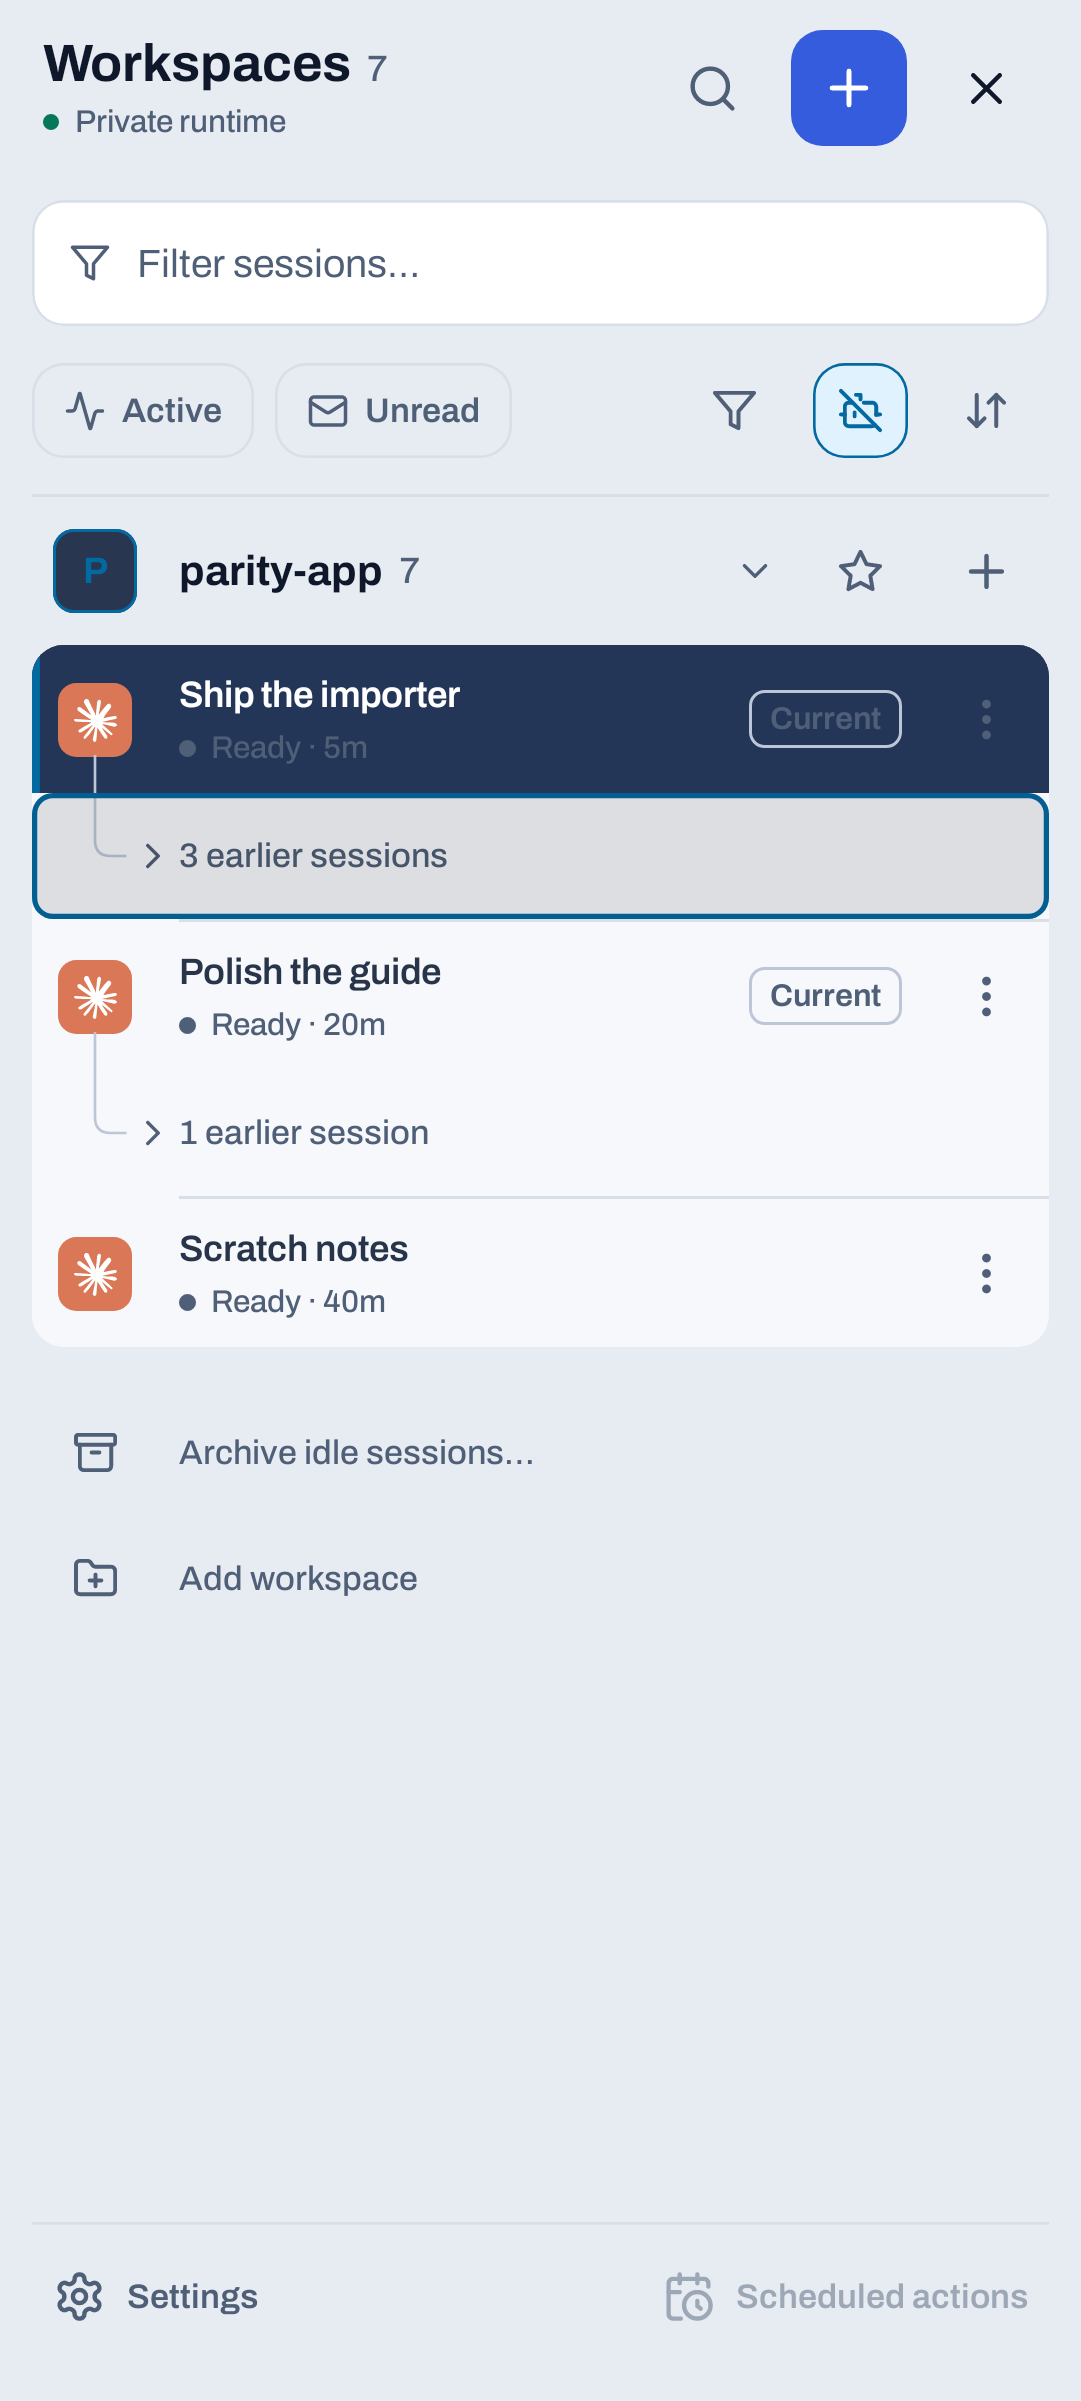 Workspaces 7
Private runtime
Filter sessions...
Active
Unread
P
parity-app 7
Ship the importer
Current
Ready · 5m
3 earlier sessions
Polish the guide
Current
Ready · 20m
1 earlier session
Scratch notes
Ready · 40m
Archive idle sessions...
Add workspace
Settings
Scheduled actions